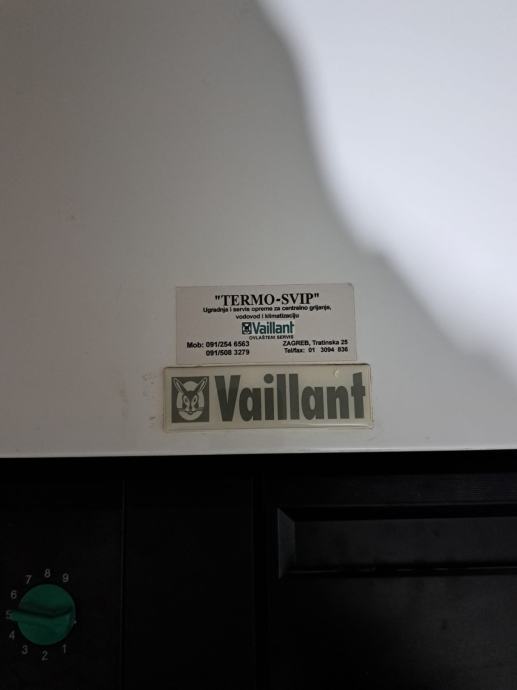 "TERMO-SVIP"
Ugradnja i servis opreme za centralno grijanje,
vodovod i klimatizaciju
Vaillant
OVLAŠTENI SERVIS
Mob: 091/254 6563 ZAGREB, Tratinska 25
091/508 3279 Tel/fax: 01 3094 836
Vaillant
9
8
7
6
5
4
3
2
1